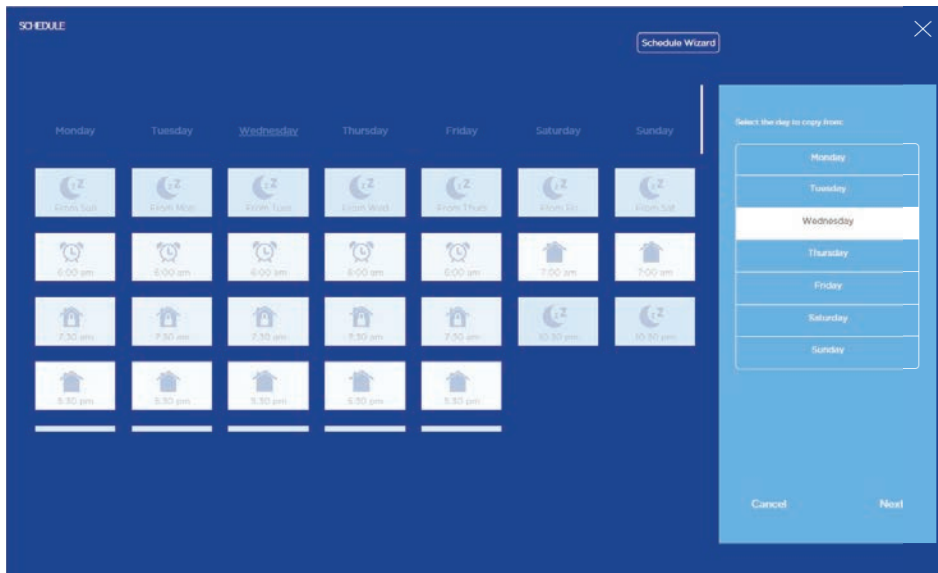 SCHEDULE
Schedule Wizard
Monday Tuesday Wednesday Thursday Friday Saturday Sunday
From Sun From Mon From Tues From Wed From Thurs From Fri From Sat
6:00 am 6:00 am 6:00 am 6:00 am 6:00 am 7:00 am 7:00 am
7:30 am 7:30 am 7:30 am 7:30 am 7:30 am 10:30 pm 10:30 pm
5:30 pm 5:30 pm 5:30 pm 5:30 pm 5:30 pm
Select the day to copy from:
Monday
Tuesday
Wednesday
Thursday
Friday
Saturday
Sunday
Cancel Next